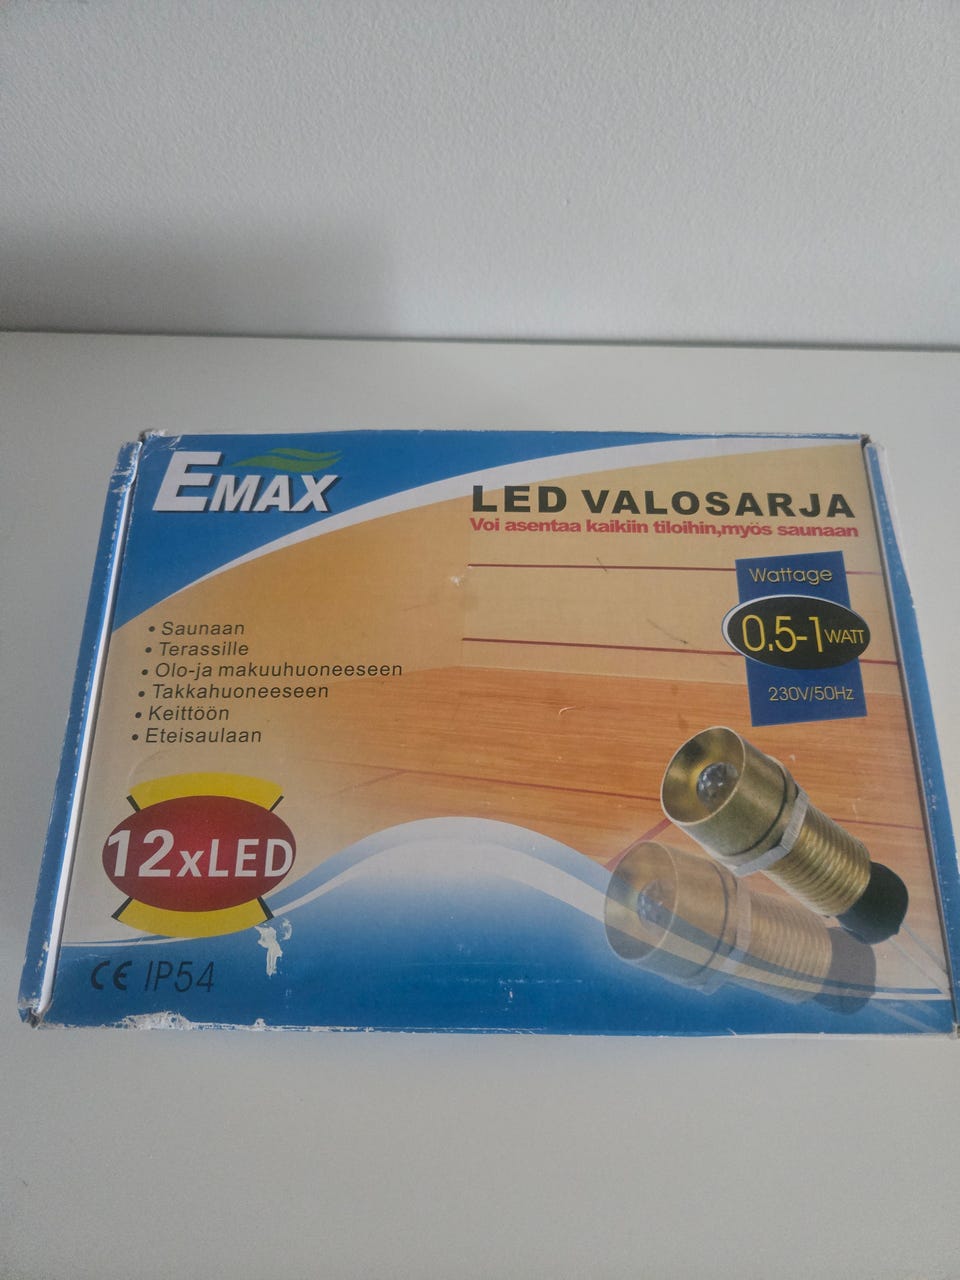 EMAX
LED VALOSARJA
Voi asentaa kaikiin tiloihin,myös saunaan
Wattage
0.5-1 WATT
230V/50Hz
• Saunaan
• Terassille
• Olo-ja makuuhuoneeseen
• Takkahuoneeseen
• Keittöön
• Eteisaulaan
12xLED
CE IP54